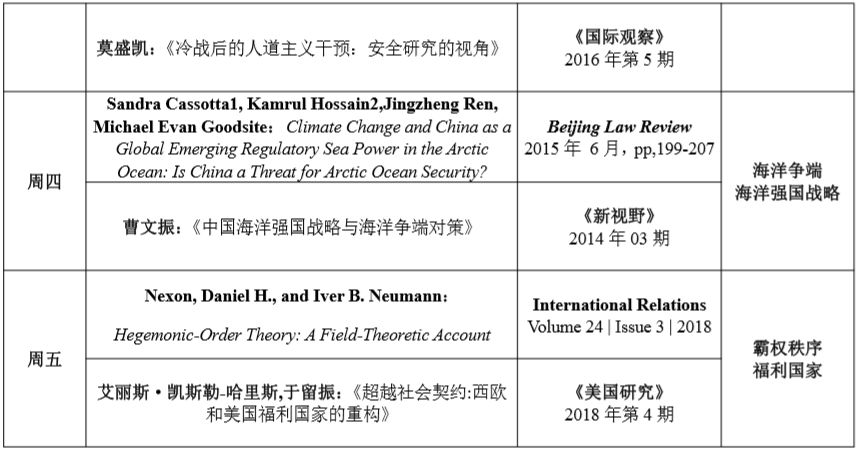 莫盛凯：《冷战后的人道主义干预：安全研究的视角》
《国际观察》
2016 年第 5 期
周四
Sandra Cassotta1, Kamrul Hossain2,Jingzheng Ren,
Michael Evan Goodsite： Climate Change and China as a
Global Emerging Regulatory Sea Power in the Arctic
Ocean: Is China a Threat for Arctic Ocean Security?
Beijing Law Review
2015 年 6 月，pp,199-207
海洋争端
海洋强国战略
曹文振：《中国海洋强国战略与海洋争端对策》
《新视野》
2014 年 03 期
周五
Nexon, Daniel H., and Iver B. Neumann：
Hegemonic-Order Theory: A Field-Theoretic Account
International Relations
Volume 24 | Issue 3 | 2018
霸权秩序
福利国家
艾丽斯·凯斯勒-哈里斯,于留振：《超越社会契约:西欧
和美国福利国家的重构》
《美国研究》
2018 年第 4 期